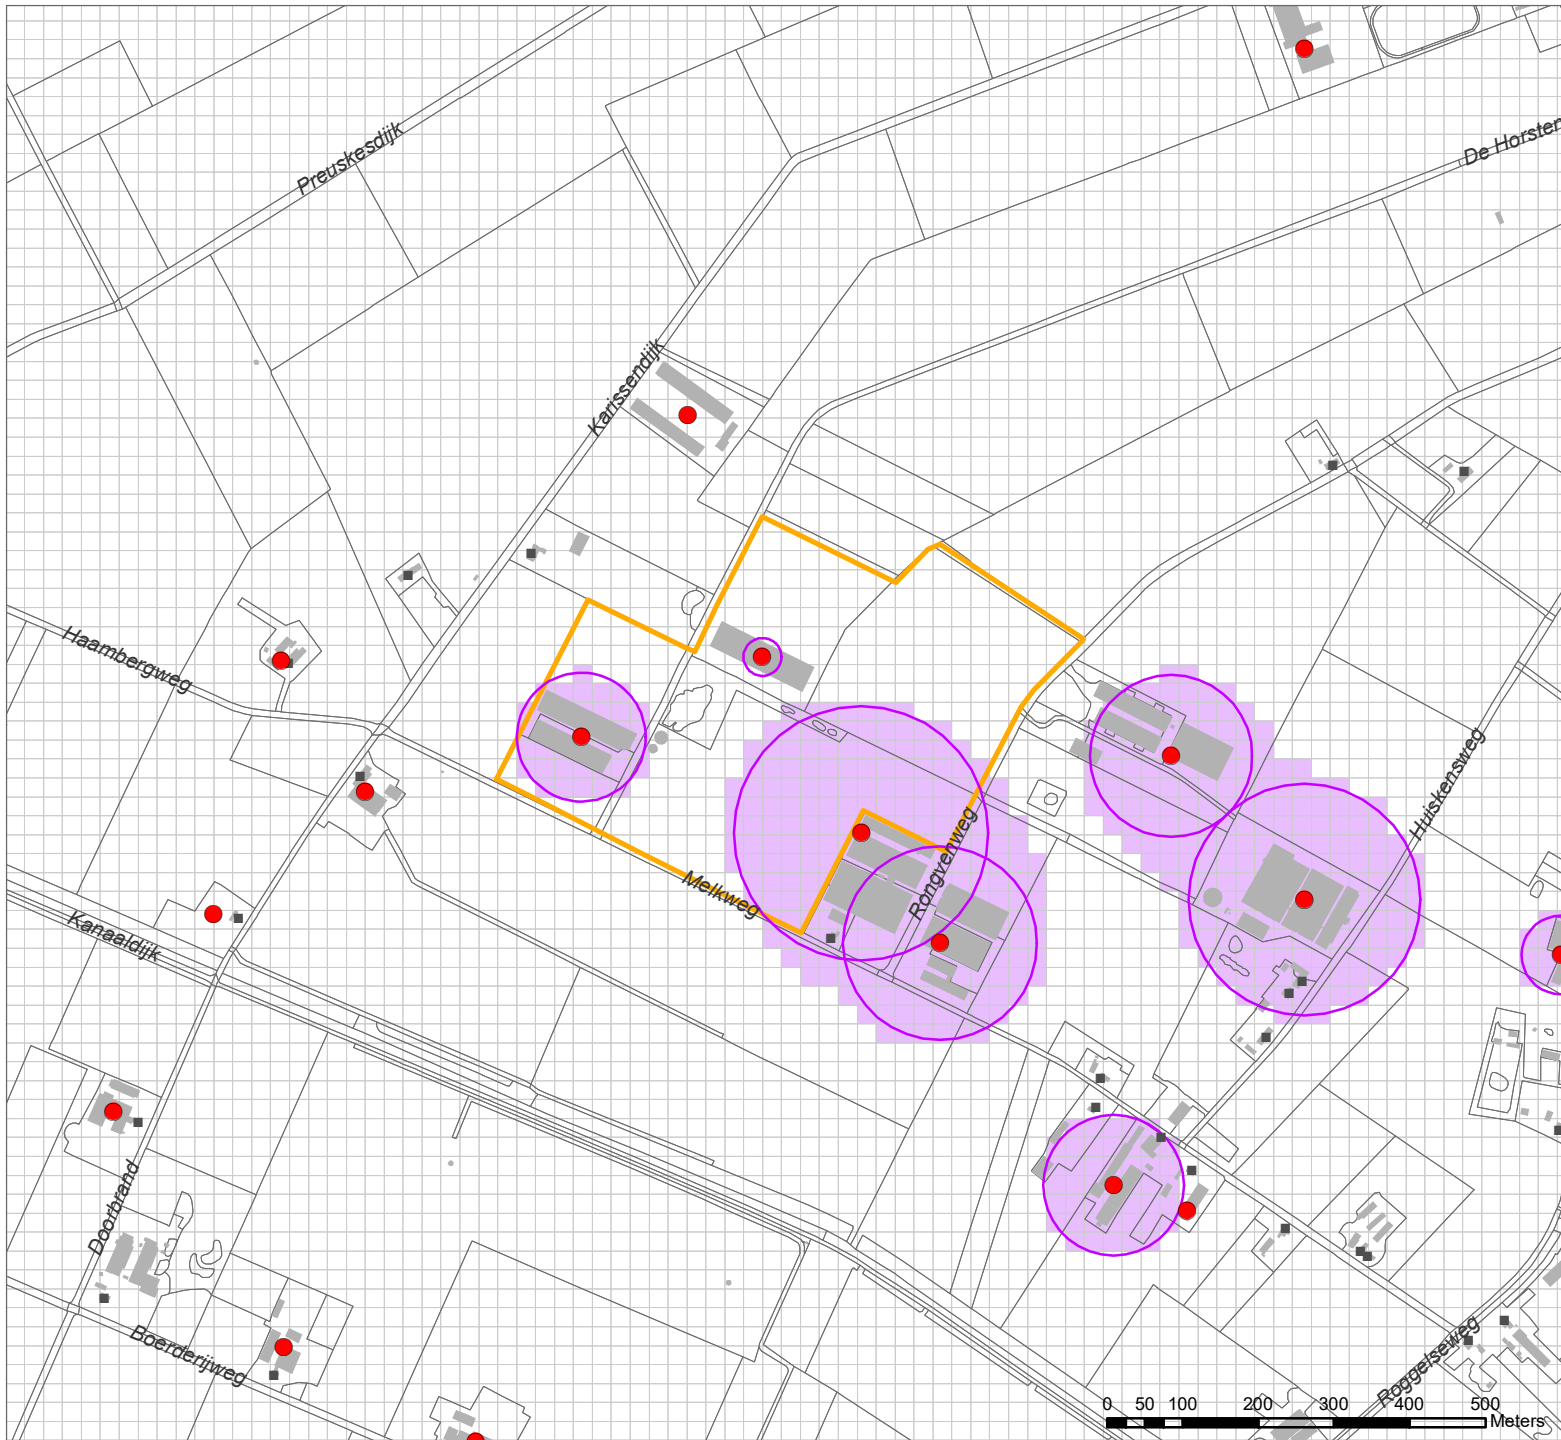 De Horsten
Preuskesdijk
Karissendijk
Haambergweg
Huiskensweg
Rongvenweg
Melkweg
Kanaaldijk
Doorbrand
Boerderijweg
Roggelseweg
0 50 100 200 300 400 500
Meters